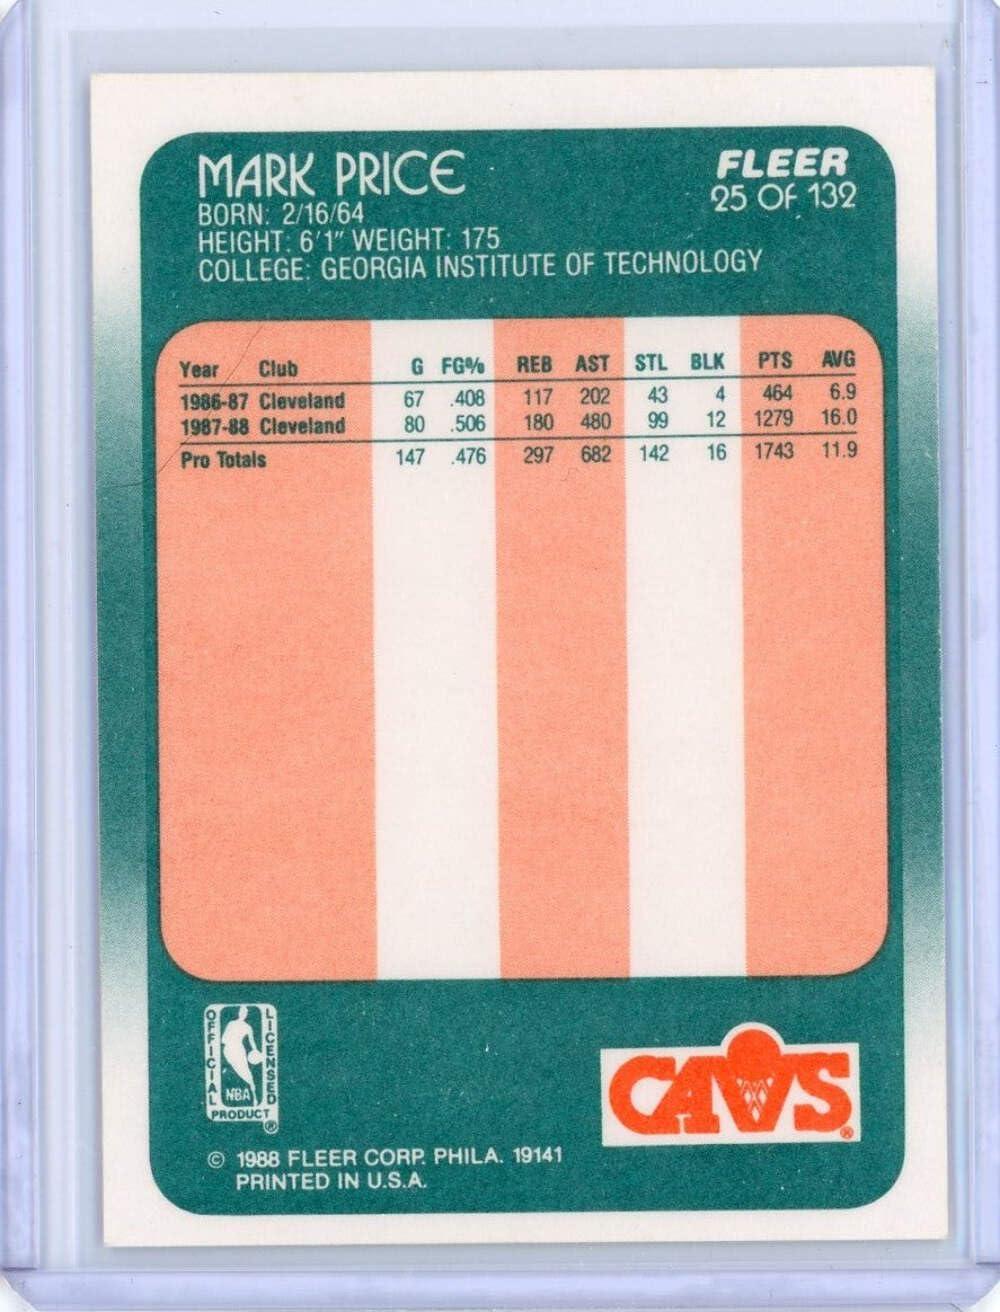 MARK PRICE
BORN: 2/16/64
HEIGHT: 6'1" WEIGHT: 175
COLLEGE: GEORGIA INSTITUTE OF TECHNOLOGY
FLEER
25 OF 132
Year Club G FG% REB AST STL BLK PTS AVG
1986-87 Cleveland 67 .408 117 202 43 4 464 6.9
1987-88 Cleveland 80 .506 180 480 99 12 1279 16.0
Pro Totals 147 .476 297 682 142 16 1743 11.9
OFFICIAL LICENSED
NBA
PRODUCT ®
CAVS ®
© 1988 FLEER CORP. PHILA. 19141
PRINTED IN U.S.A.